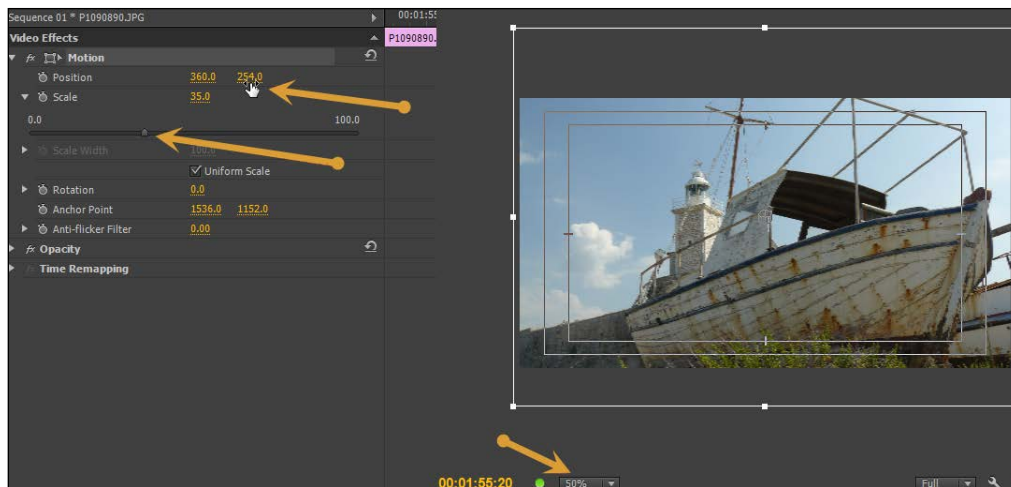 Sequence 01 * P1090890.JPG
00:01:5
Video Effects
P1090890.
fx Motion
Position 360.0 254.0
Scale 35.0
0.0 100.0
Scale Width 100.0
Uniform Scale
Rotation 0.0
Anchor Point 1536.0 1152.0
Anti-flicker Filter 0.00
fx Opacity
Time Remapping
00:01:55:20 50% Full